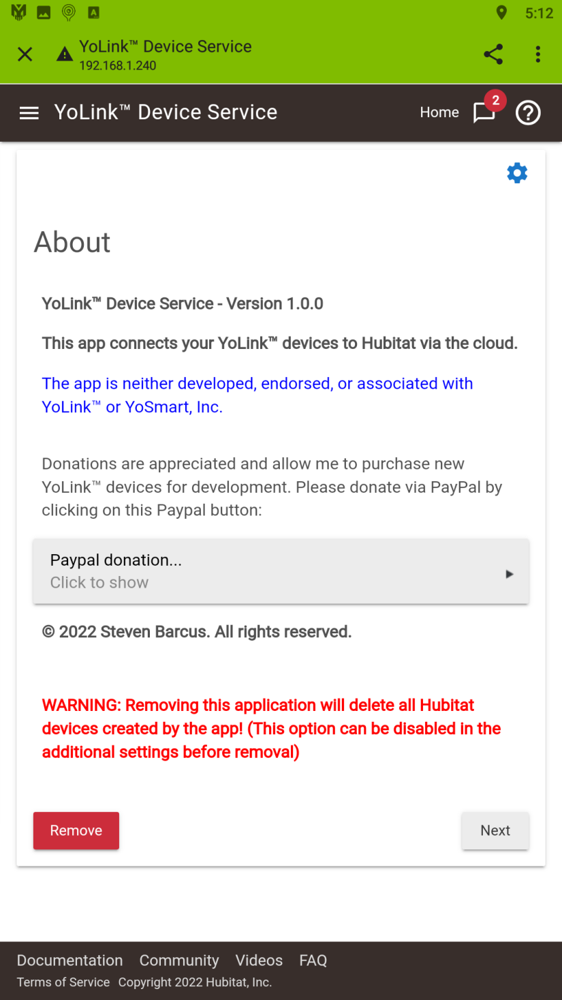 5:12
YoLink™ Device Service
192.168.1.240
YoLink™ Device Service Home 2
About
YoLink™ Device Service - Version 1.0.0
This app connects your YoLink™ devices to Hubitat via the cloud.
The app is neither developed, endorsed, or associated with
YoLink™ or YoSmart, Inc.
Donations are appreciated and allow me to purchase new
YoLink™ devices for development. Please donate via PayPal by
clicking on this Paypal button:
Paypal donation...
Click to show
© 2022 Steven Barcus. All rights reserved.
WARNING: Removing this application will delete all Hubitat
devices created by the app! (This option can be disabled in the
additional settings before removal)
Remove Next
Documentation Community Videos FAQ
Terms of Service Copyright 2022 Hubitat, Inc.